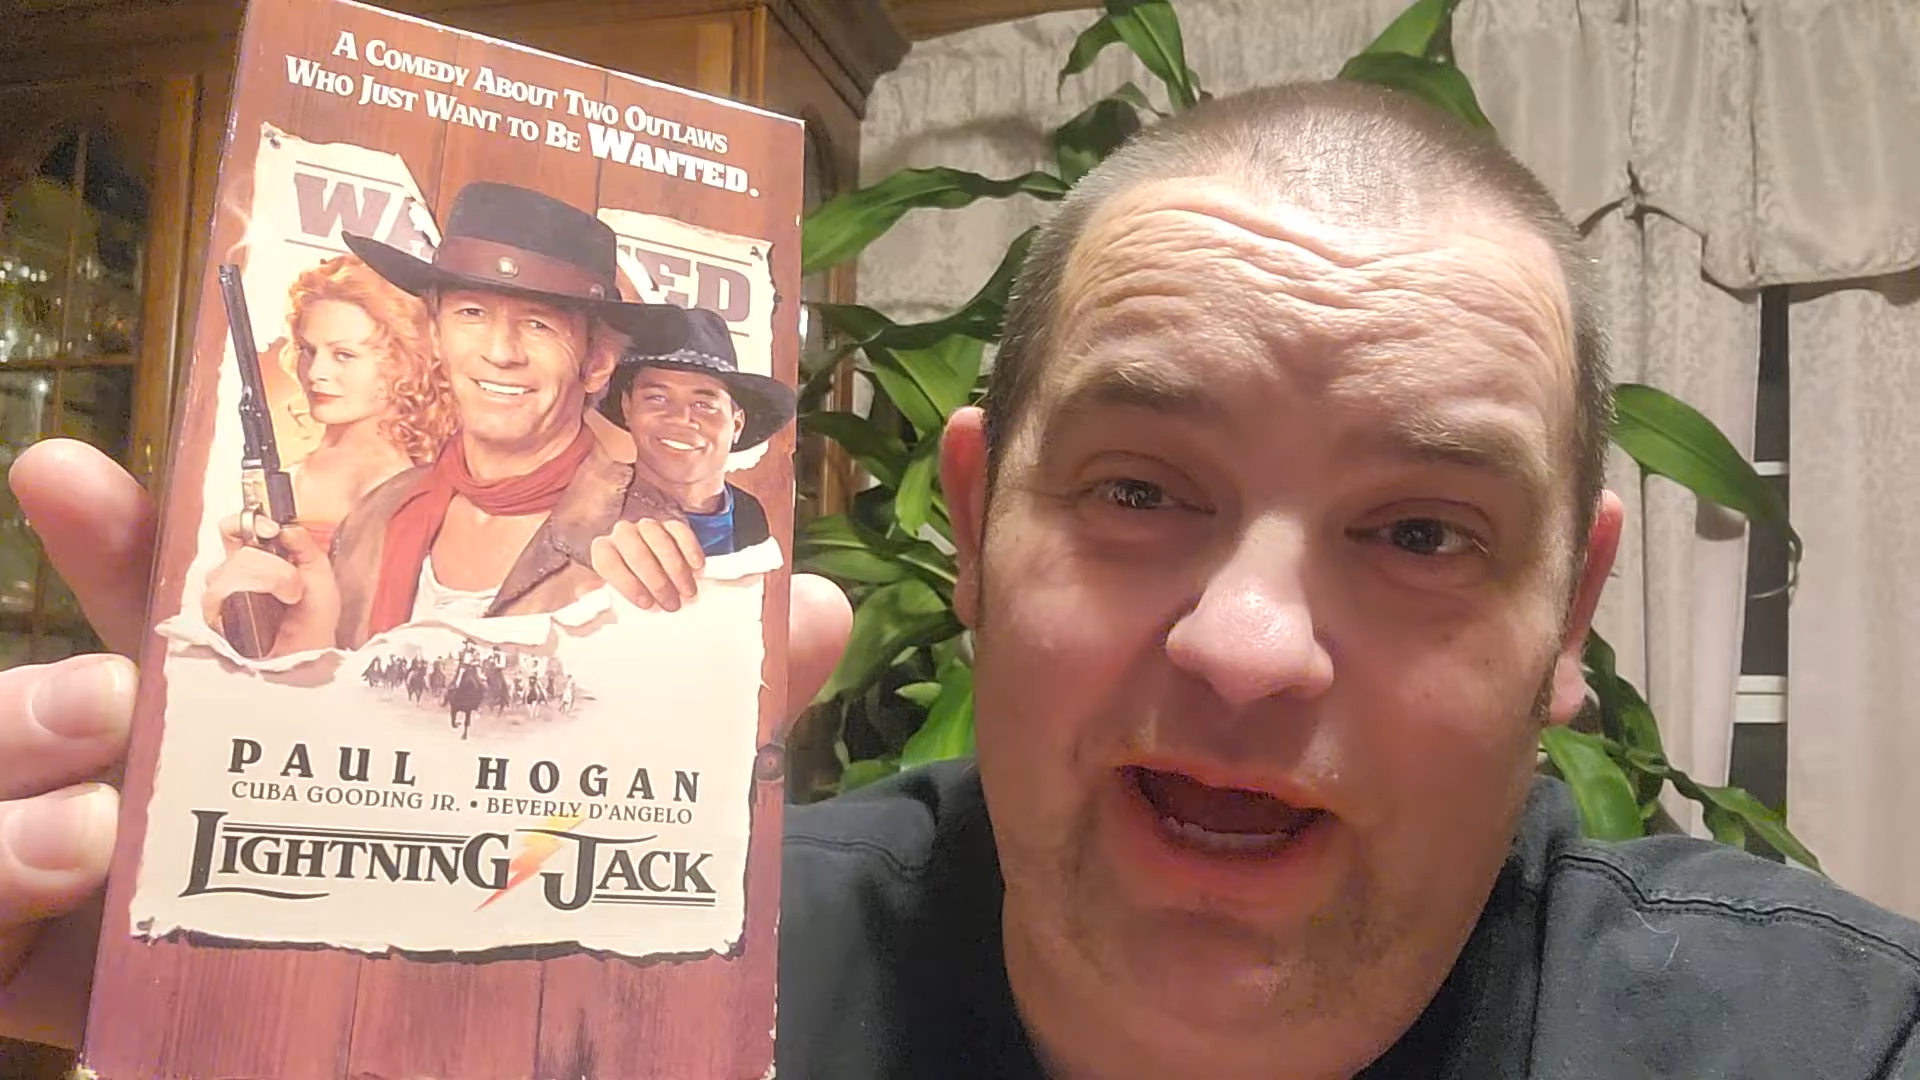 A COMEDY ABOUT TWO OUTLAWS
WHO JUST WANT TO BE WANTED.
PAUL HOGAN
CUBA GOODING JR. • BEVERLY D'ANGELO
LIGHTNING JACK